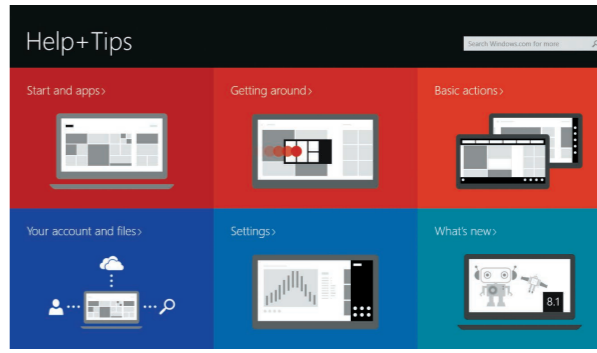 Help+Tips
Search Windows.com for more
Start and apps›
Getting around›
Basic actions›
Your account and files›
Settings›
What's new›
8.1